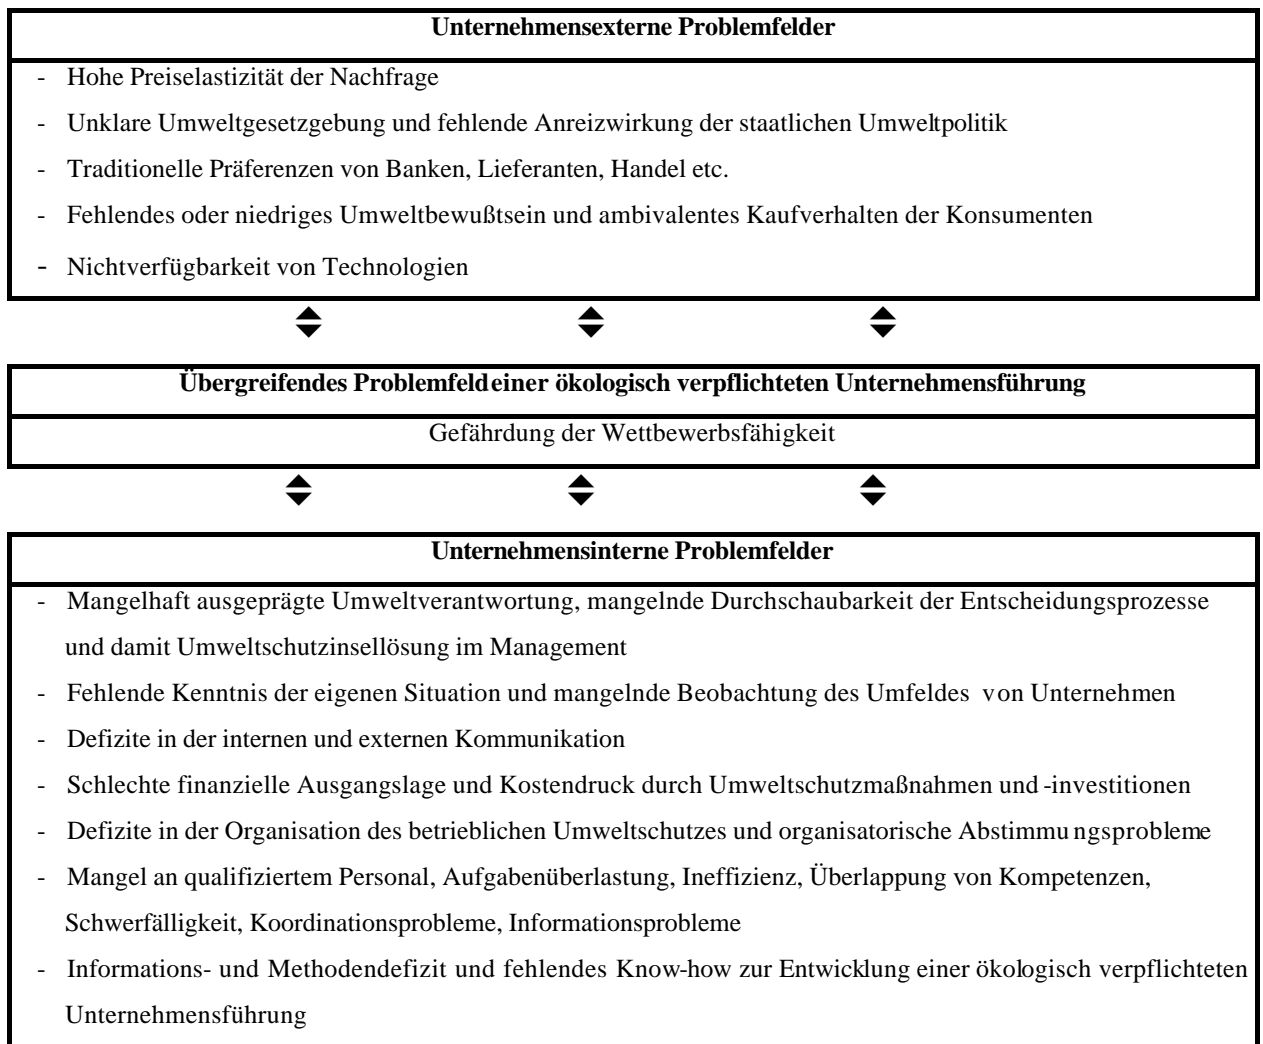 Unternehmensexterne Problemfelder
- Hohe Preiselastizität der Nachfrage
- Unklare Umweltgesetzgebung und fehlende Anreizwirkung der staatlichen Umweltpolitik
- Traditionelle Präferenzen von Banken, Lieferanten, Handel etc.
- Fehlendes oder niedriges Umweltbewußtsein und ambivalentes Kaufverhalten der Konsumenten
- Nichtverfügbarkeit von Technologien
Übergreifendes Problemfeld einer ökologisch verpflichteten Unternehmensführung
Gefährdung der Wettbewerbsfähigkeit
Unternehmensinterne Problemfelder
- Mangelhaft ausgeprägte Umweltverantwortung, mangelnde Durchschaubarkeit der Entscheidungsprozesse
und damit Umweltschutzinsellösung im Management
- Fehlende Kenntnis der eigenen Situation und mangelnde Beobachtung des Umfeldes von Unternehmen
- Defizite in der internen und externen Kommunikation
- Schlechte finanzielle Ausgangslage und Kostendruck durch Umweltschutzmaßnahmen und -investitionen
- Defizite in der Organisation des betrieblichen Umweltschutzes und organisatorische Abstimmungsprobleme
- Mangel an qualifiziertem Personal, Aufgabenüberlastung, Ineffizienz, Überlappung von Kompetenzen,
Schwerfälligkeit, Koordinationsprobleme, Informationsprobleme
- Informations- und Methodendefizit und fehlendes Know-how zur Entwicklung einer ökologisch verpflichteten
Unternehmensführung